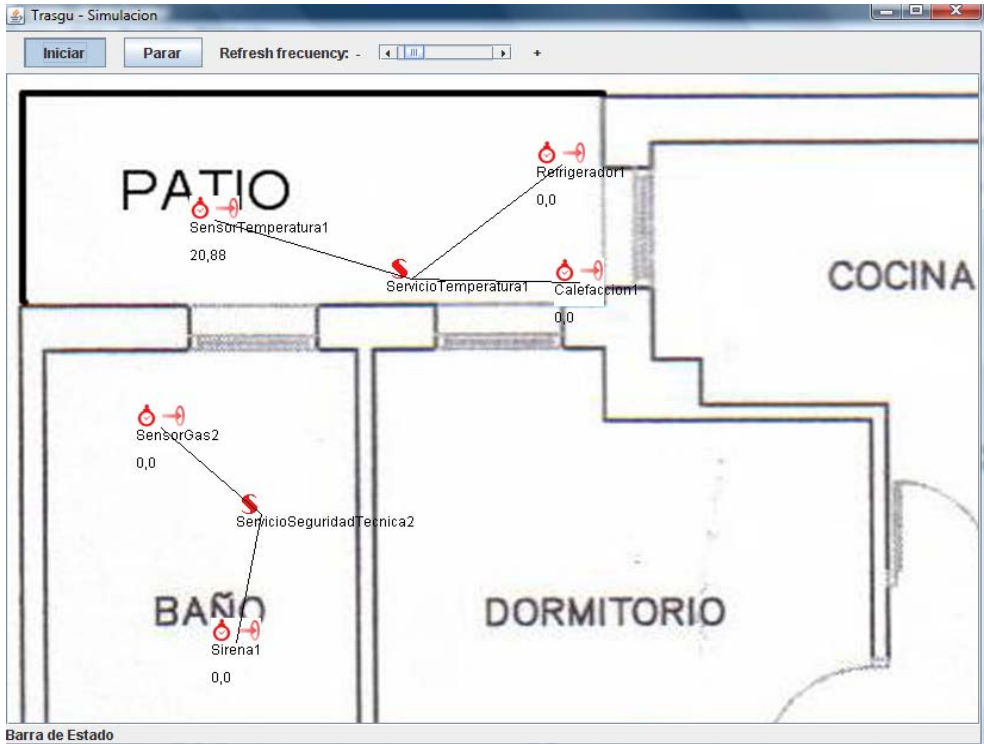 Trasgu - Simulacion
Iniciar Parar Refresh frecuency: - +
PATIO
Refrigerador1
0,0
SensorTemperatura1
20,88
ServicioTemperatura1
Calefaccion1
0,0
COCINA
SensorGas2
0,0
ServicioSeguridadTecnica2
BAÑO
DORMITORIO
Sirena1
0,0
Barra de Estado